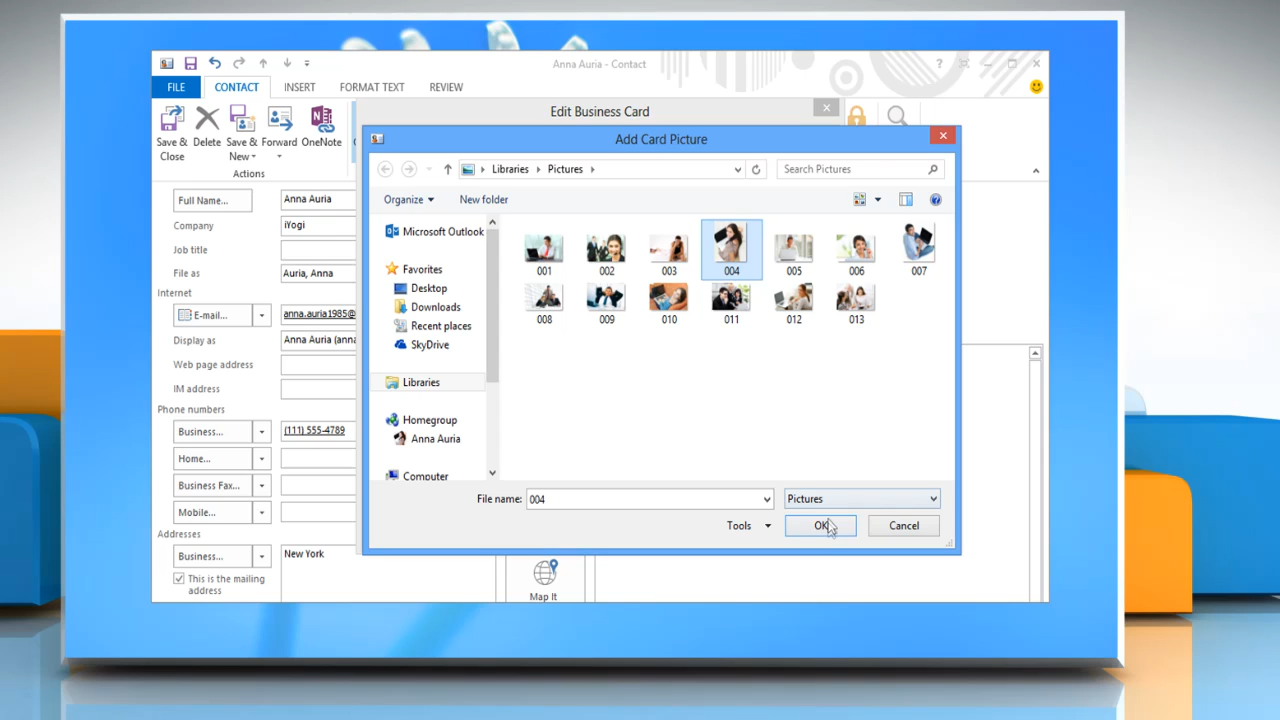 Anna Auria - Contact
?
FILE
CONTACT
INSERT
FORMAT TEXT
REVIEW
Save &
Close
Delete
Save &
New
Forward
OneNote
Actions
Edit Business Card
Add Card Picture
Libraries
Pictures
Search Pictures
Organize
New folder
Microsoft Outlook
Favorites
Desktop
Downloads
Recent places
SkyDrive
Libraries
Homegroup
Anna Auria
Computer
001
002
003
004
005
006
007
008
009
010
011
012
013
File name:
004
Pictures
Tools
OK
Cancel
Full Name...
Anna Auria
Company
iYogi
Job title
File as
Auria, Anna
Internet
E-mail...
anna.auria1985@
Display as
Anna Auria (anna
Web page address
IM address
Phone numbers
Business...
(111) 555-4789
Home...
Business Fax...
Mobile...
Addresses
Business...
New York
This is the mailing
address
Map It